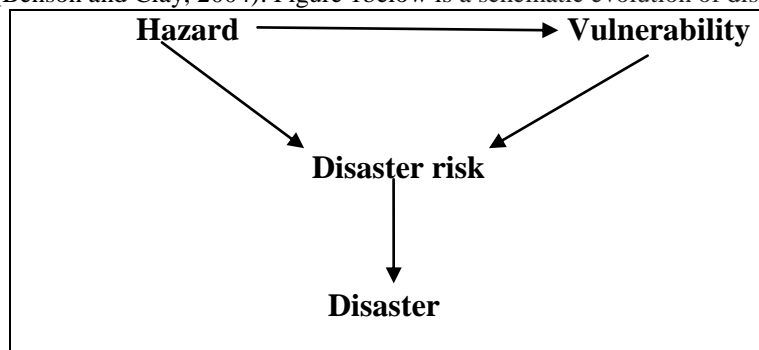 (Benson and Clay, 2004). Figure 1below is a schematic evolution of dis
Hazard Vulnerability
Disaster risk
Disaster